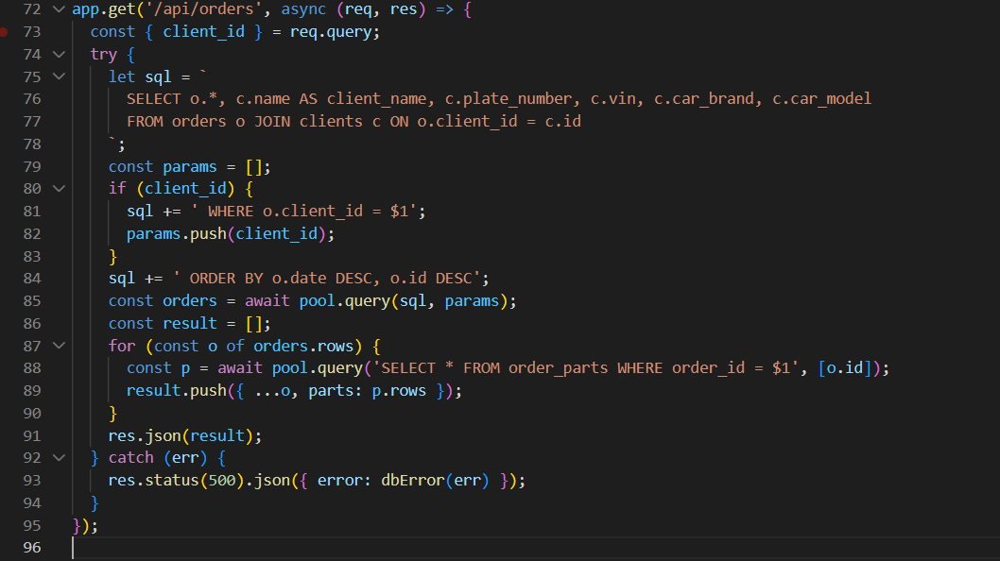 72 app.get('/api/orders', async (req, res) => {
73 const { client_id } = req.query;
74 try {
75 let sql = `
76 SELECT o.*, c.name AS client_name, c.plate_number, c.vin, c.car_brand, c.car_model
77 FROM orders o JOIN clients c ON o.client_id = c.id
78 `;
79 const params = [];
80 if (client_id) {
81 sql += ' WHERE o.client_id = $1';
82 params.push(client_id);
83 }
84 sql += ' ORDER BY o.date DESC, o.id DESC';
85 const orders = await pool.query(sql, params);
86 const result = [];
87 for (const o of orders.rows) {
88 const p = await pool.query('SELECT * FROM order_parts WHERE order_id = $1', [o.id]);
89 result.push({ ...o, parts: p.rows });
90 }
91 res.json(result);
92 } catch (err) {
93 res.status(500).json({ error: dbError(err) });
94 }
95 });
96